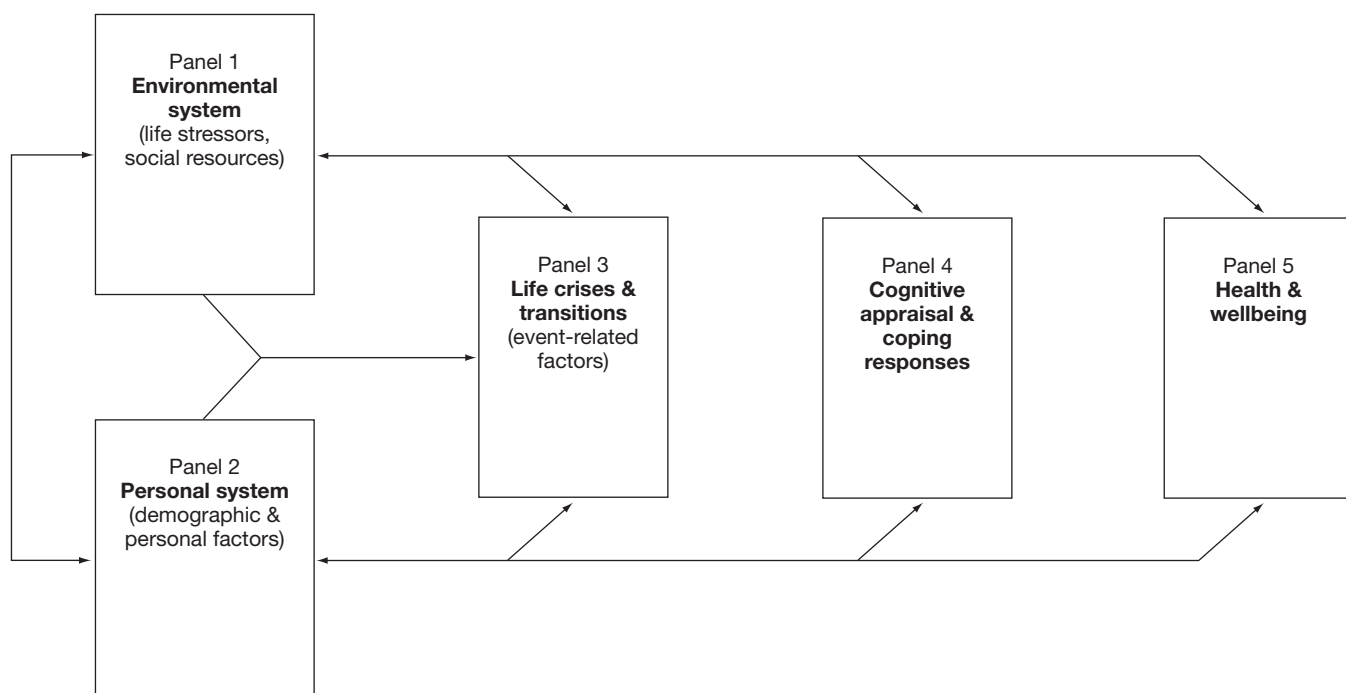 Panel 1
Environmental
system
(life stressors,
social resources)
Panel 3
Life crises &
transitions
(event-related
factors)
Panel 4
Cognitive
appraisal &
coping
responses
Panel 5
Health &
wellbeing
Panel 2
Personal system
(demographic &
personal factors)